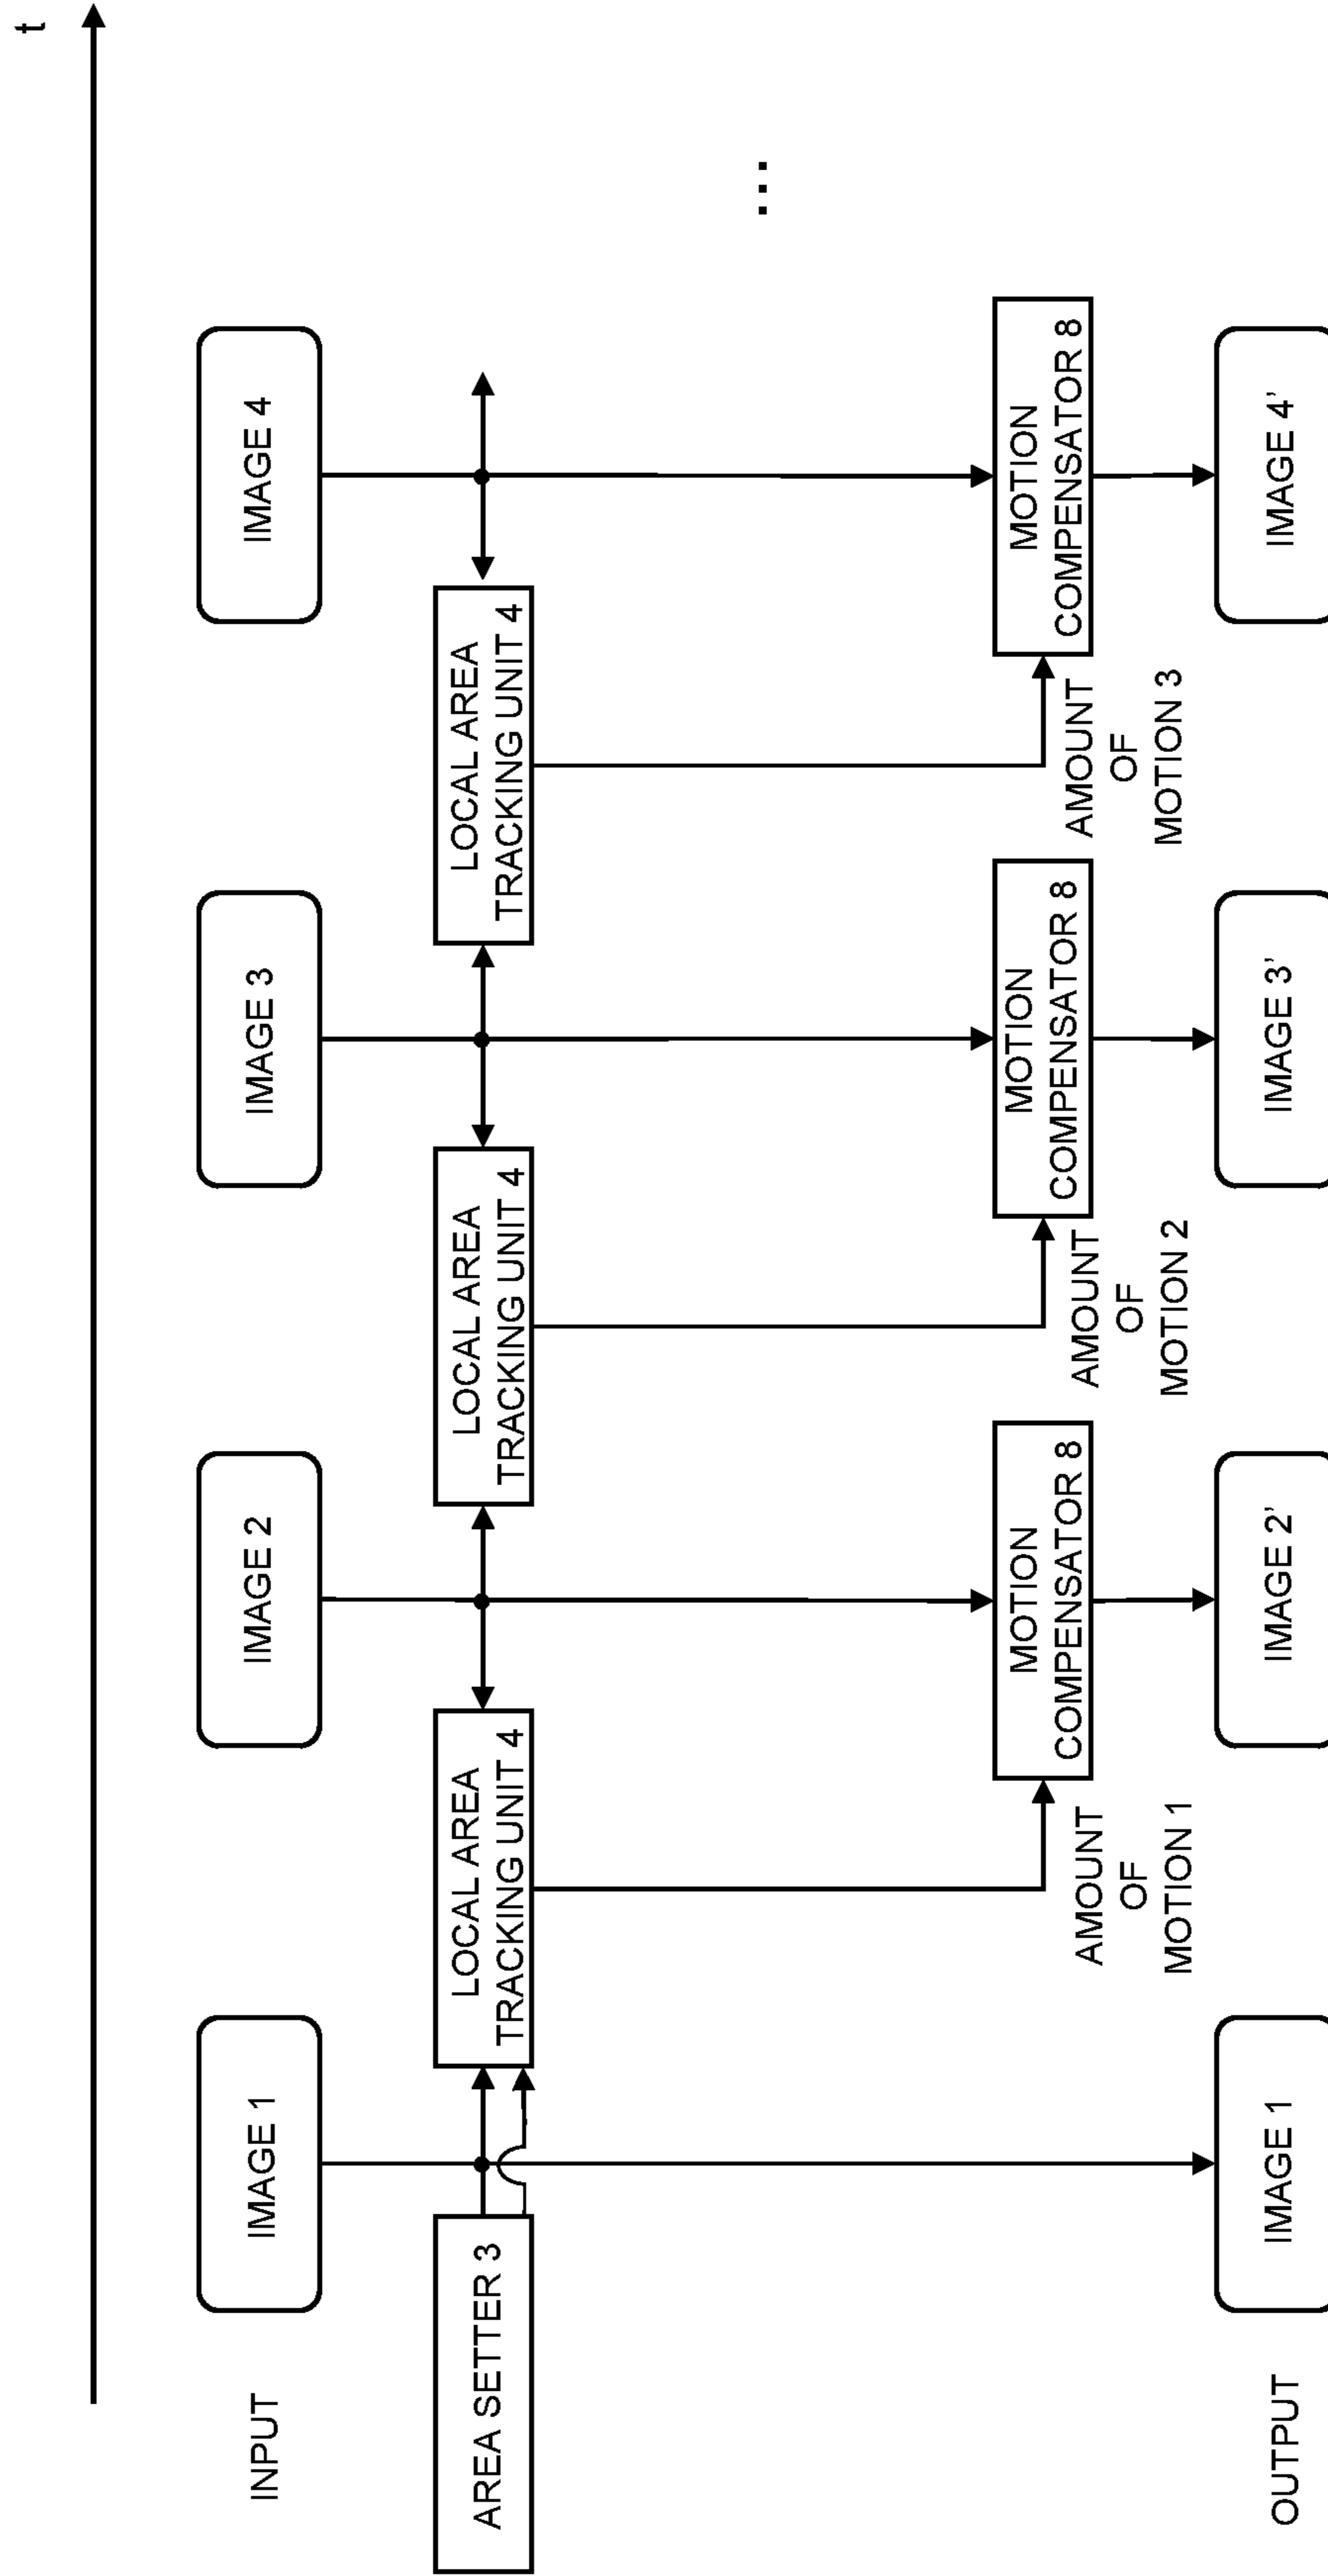 t
INPUT
IMAGE 1
IMAGE 2
IMAGE 3
IMAGE 4
AREA SETTER 3
LOCAL AREA
TRACKING UNIT 4
LOCAL AREA
TRACKING UNIT 4
LOCAL AREA
TRACKING UNIT 4
...
MOTION
COMPENSATOR 8
MOTION
COMPENSATOR 8
MOTION
COMPENSATOR 8
AMOUNT
OF
MOTION 1
AMOUNT
OF
MOTION 2
AMOUNT
OF
MOTION 3
OUTPUT
IMAGE 1
IMAGE 2'
IMAGE 3'
IMAGE 4'